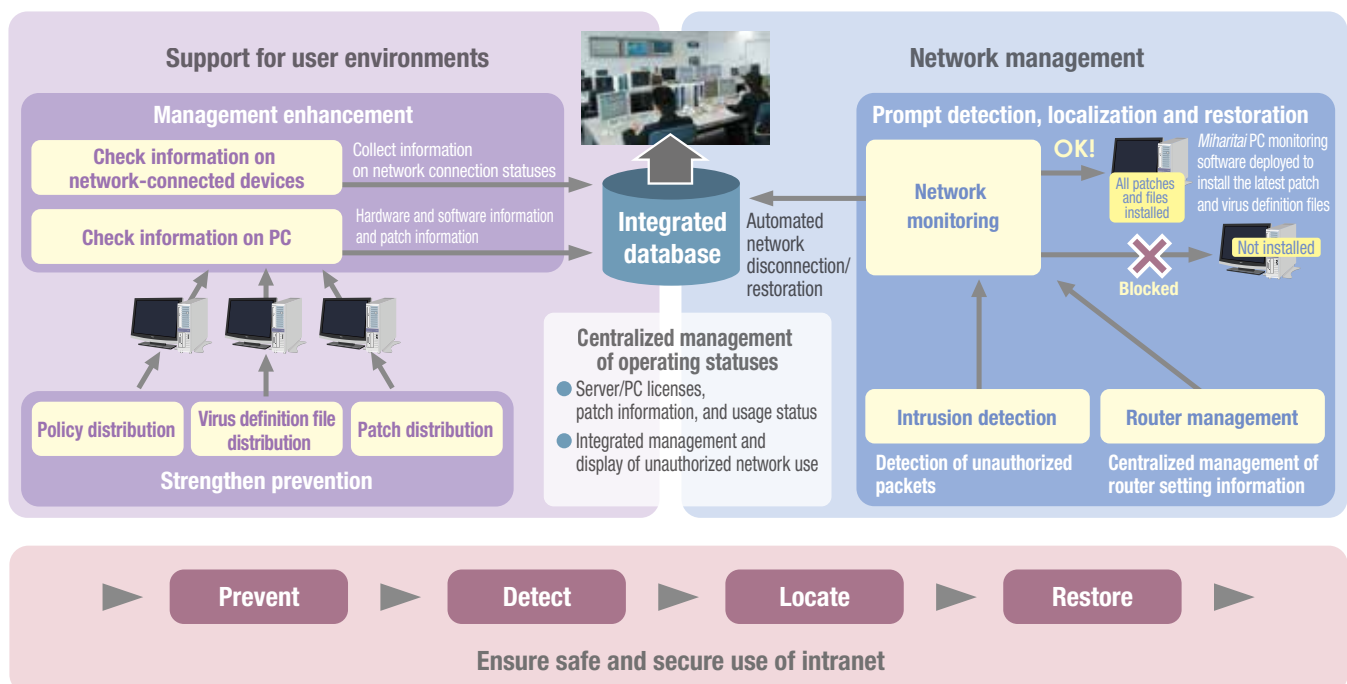 Support for user environments
Management enhancement
Check information on
network-connected devices
Collect information
on network connection statuses
Check information on PC
Hardware and software information
and patch information
Policy distribution
Virus definition file
distribution
Patch distribution
Strengthen prevention
Integrated
database
Centralized management
of operating statuses
Server/PC licenses,
patch information, and usage status
Integrated management and
display of unauthorized network use
Network management
Prompt detection, localization and restoration
Network
monitoring
Automated
network
disconnection/
restoration
OK!
All patches
and files
installed
Miharitai PC monitoring
software deployed to
install the latest patch
and virus definition files
Not installed
Blocked
Intrusion detection
Detection of unauthorized
packets
Router management
Centralized management of
router setting information
Prevent
Detect
Locate
Restore
Ensure safe and secure use of intranet